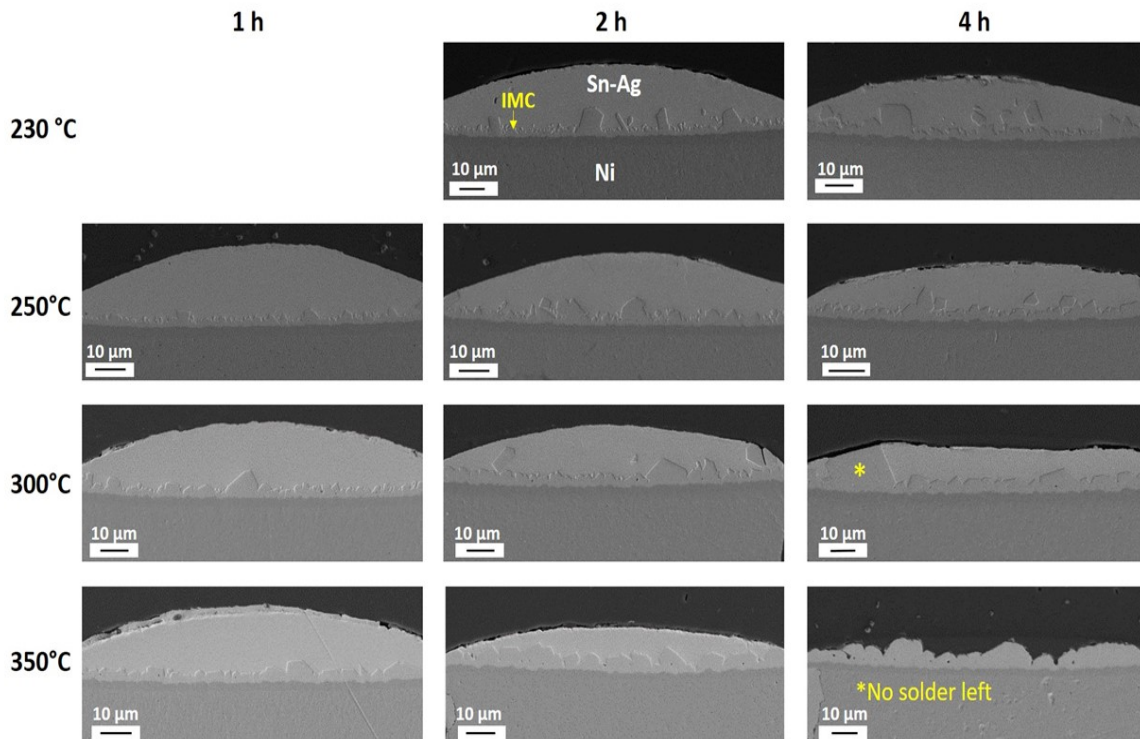 1 h 2 h 4 h
230 °C
Sn-Ag
IMC
Ni
10 µm 10 µm
250°C
10 µm 10 µm 10 µm
300°C
*
10 µm 10 µm 10 µm
350°C
*No solder left
10 µm 10 µm 10 µm